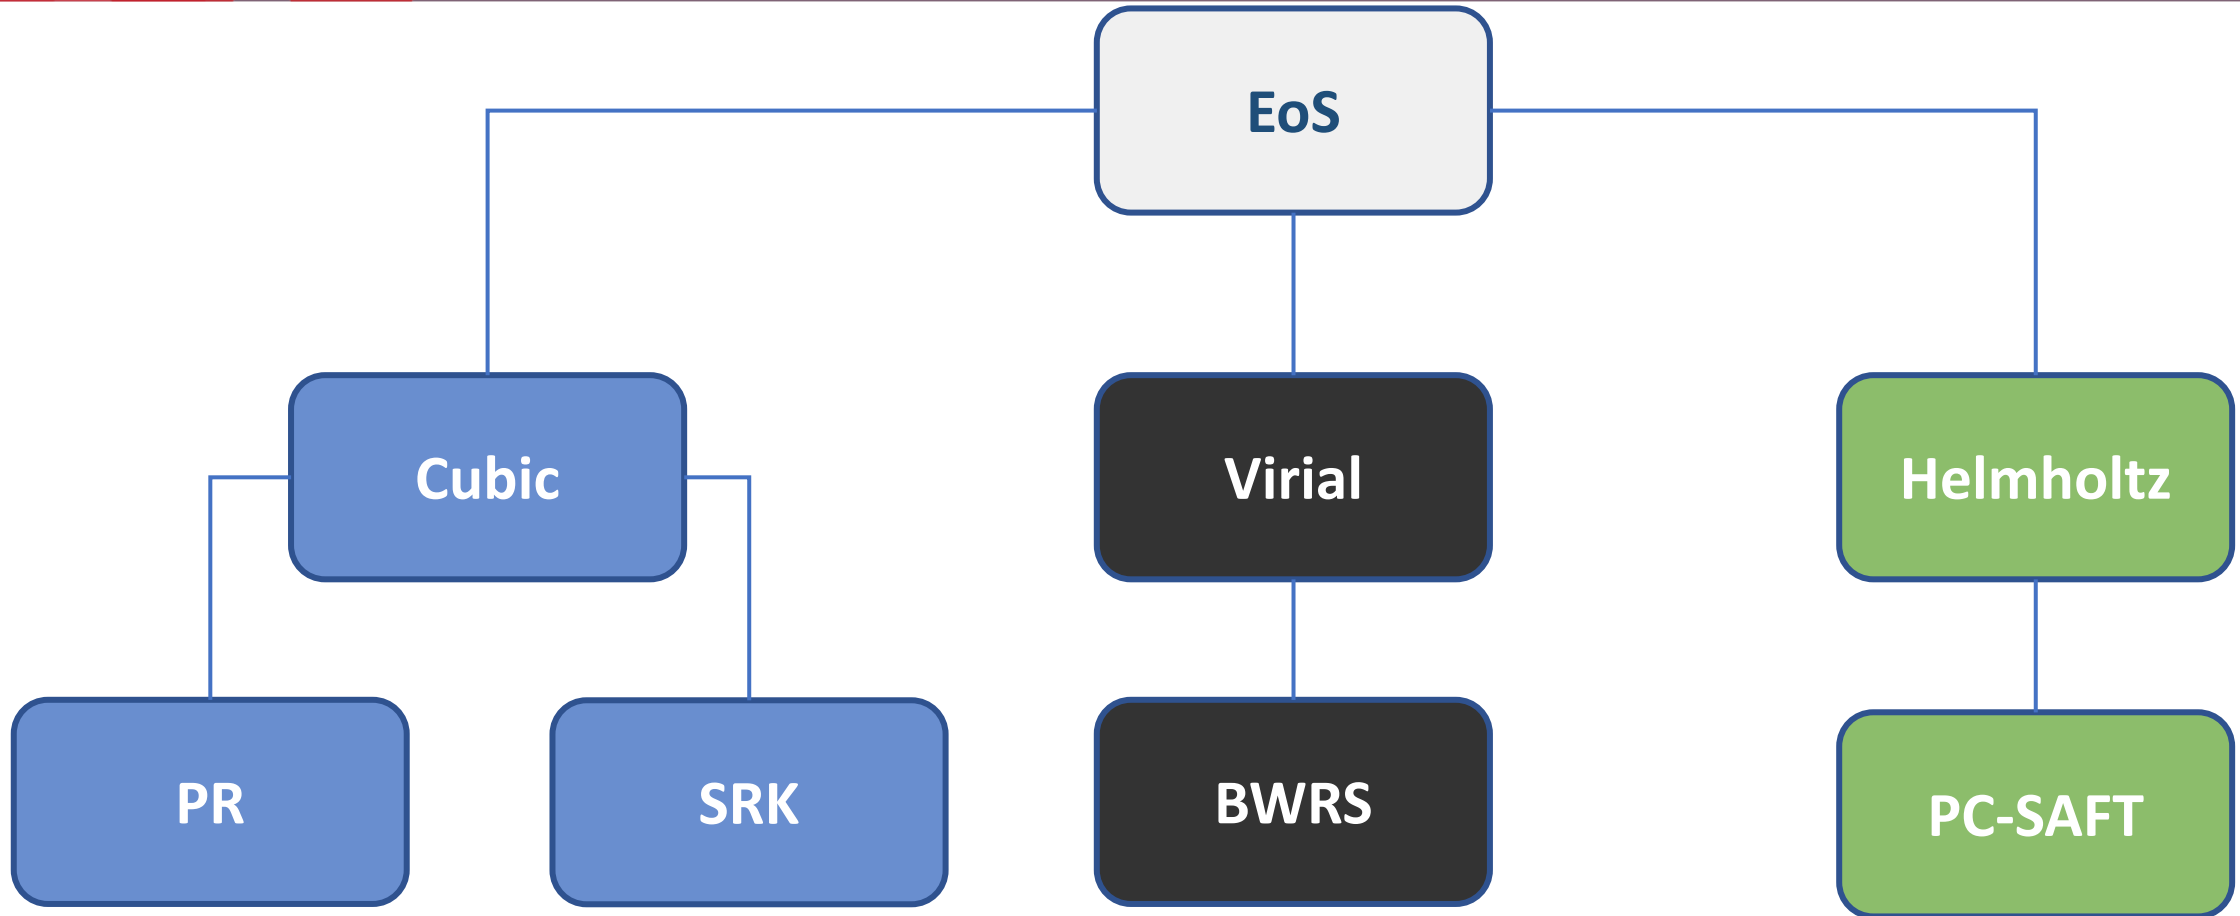 EoS
Cubic
Virial
Helmholtz
PR
SRK
BWRS
PC-SAFT